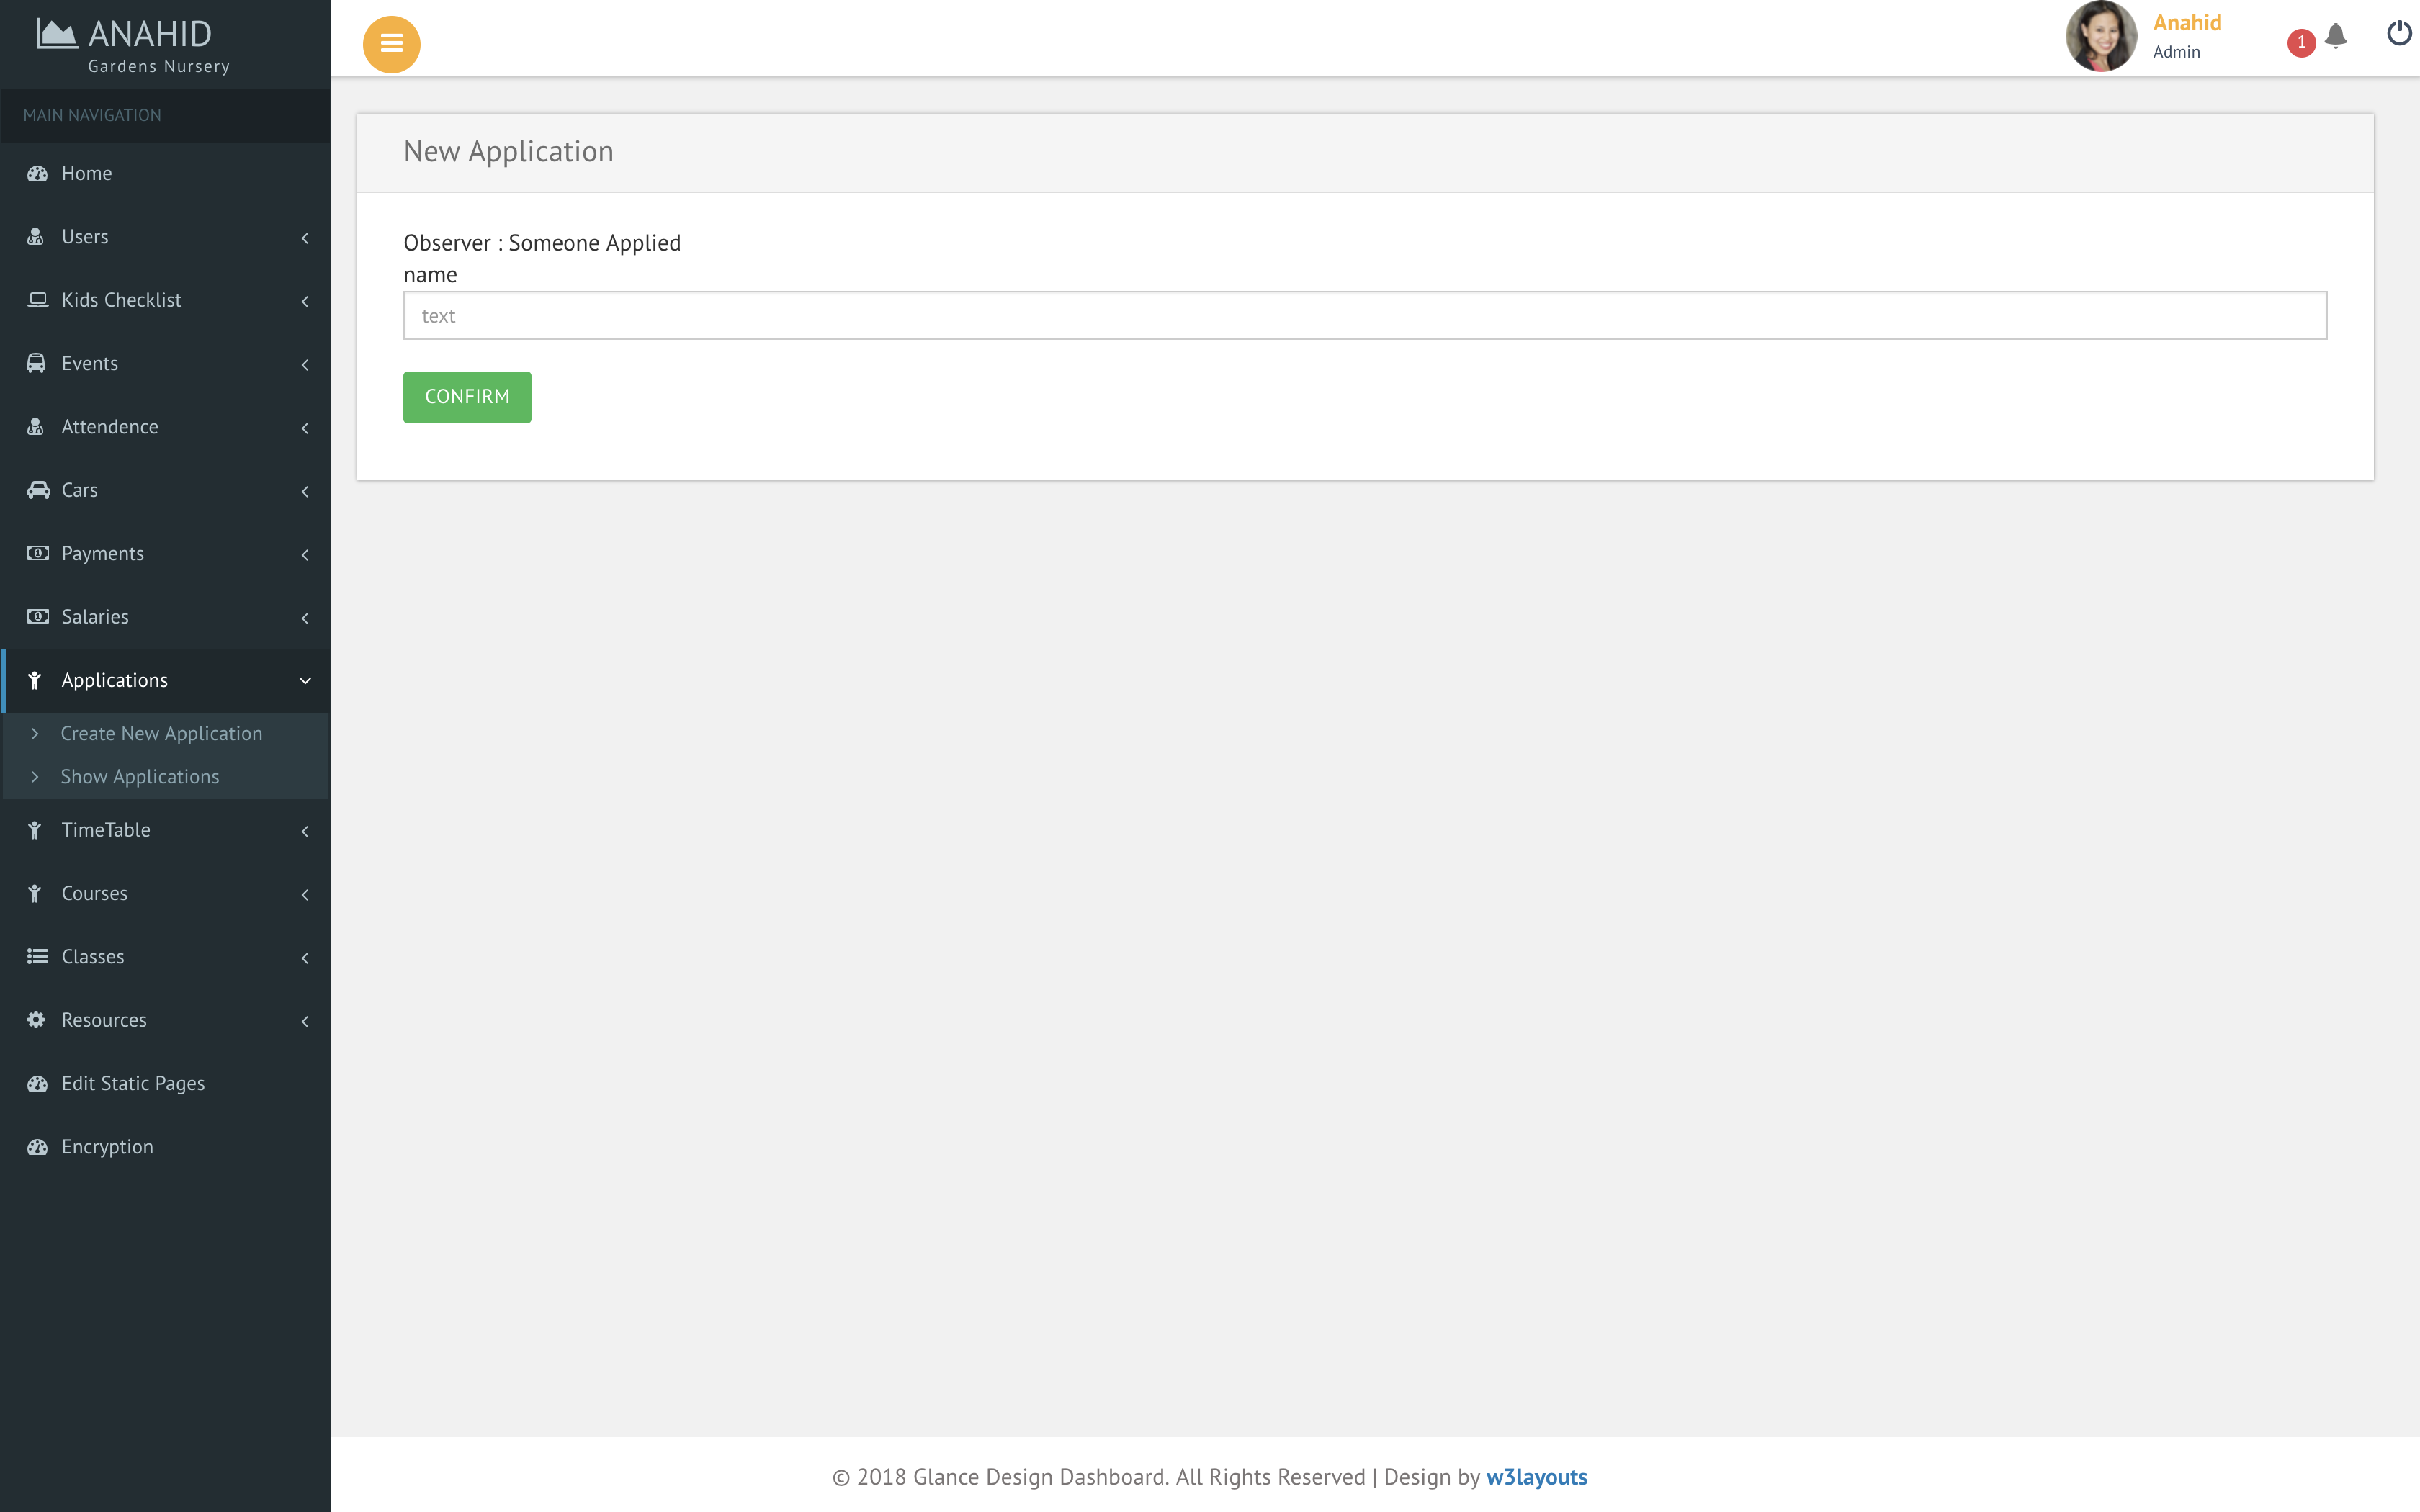 ANAHID
Gardens Nursery
MAIN NAVIGATION
Home
Users
Kids Checklist
Events
Attendence
Cars
Payments
Salaries
Applications
Create New Application
Show Applications
TimeTable
Courses
Classes
Resources
Edit Static Pages
Encryption
Anahid
Admin
1
New Application
Observer : Someone Applied
name
text
CONFIRM
© 2018 Glance Design Dashboard. All Rights Reserved | Design by w3layouts